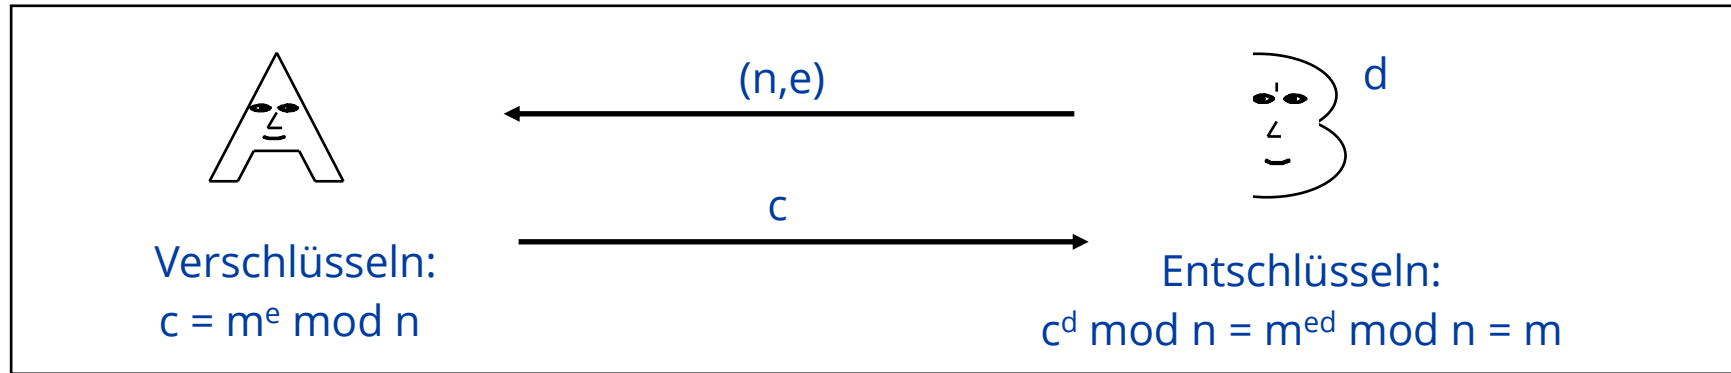 (n,e)
d
c
Verschlüsseln:
c = mᵉ mod n
Entschlüsseln:
cᵈ mod n = mᵉᵈ mod n = m